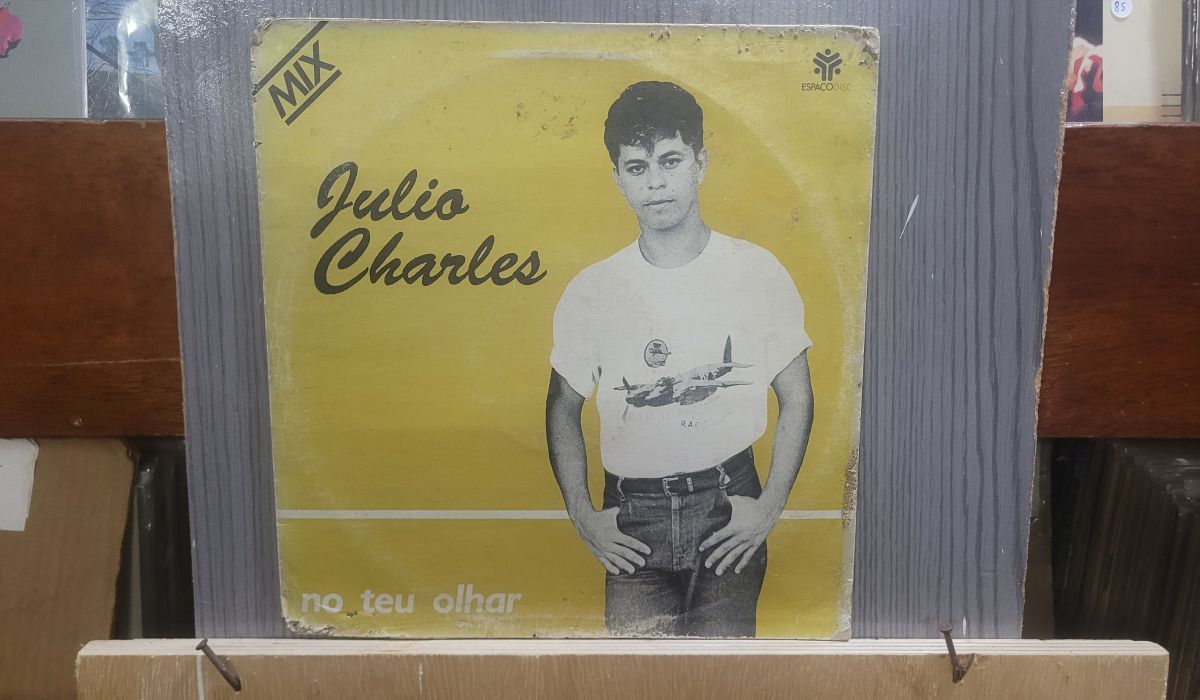 MIX
ESPAÇODISC
Julio
Charles
R.A.F.
no teu olhar
85